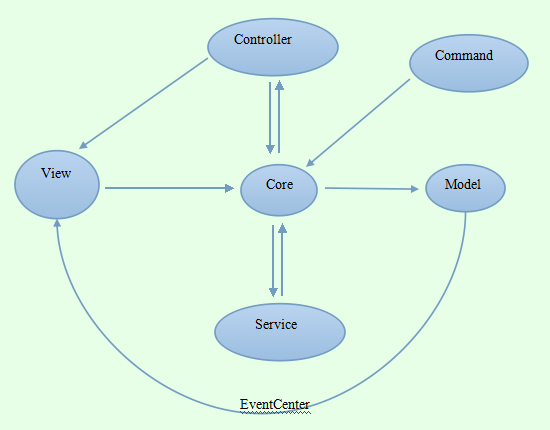 Controller
Command
View
Core
Model
Service
EventCenter